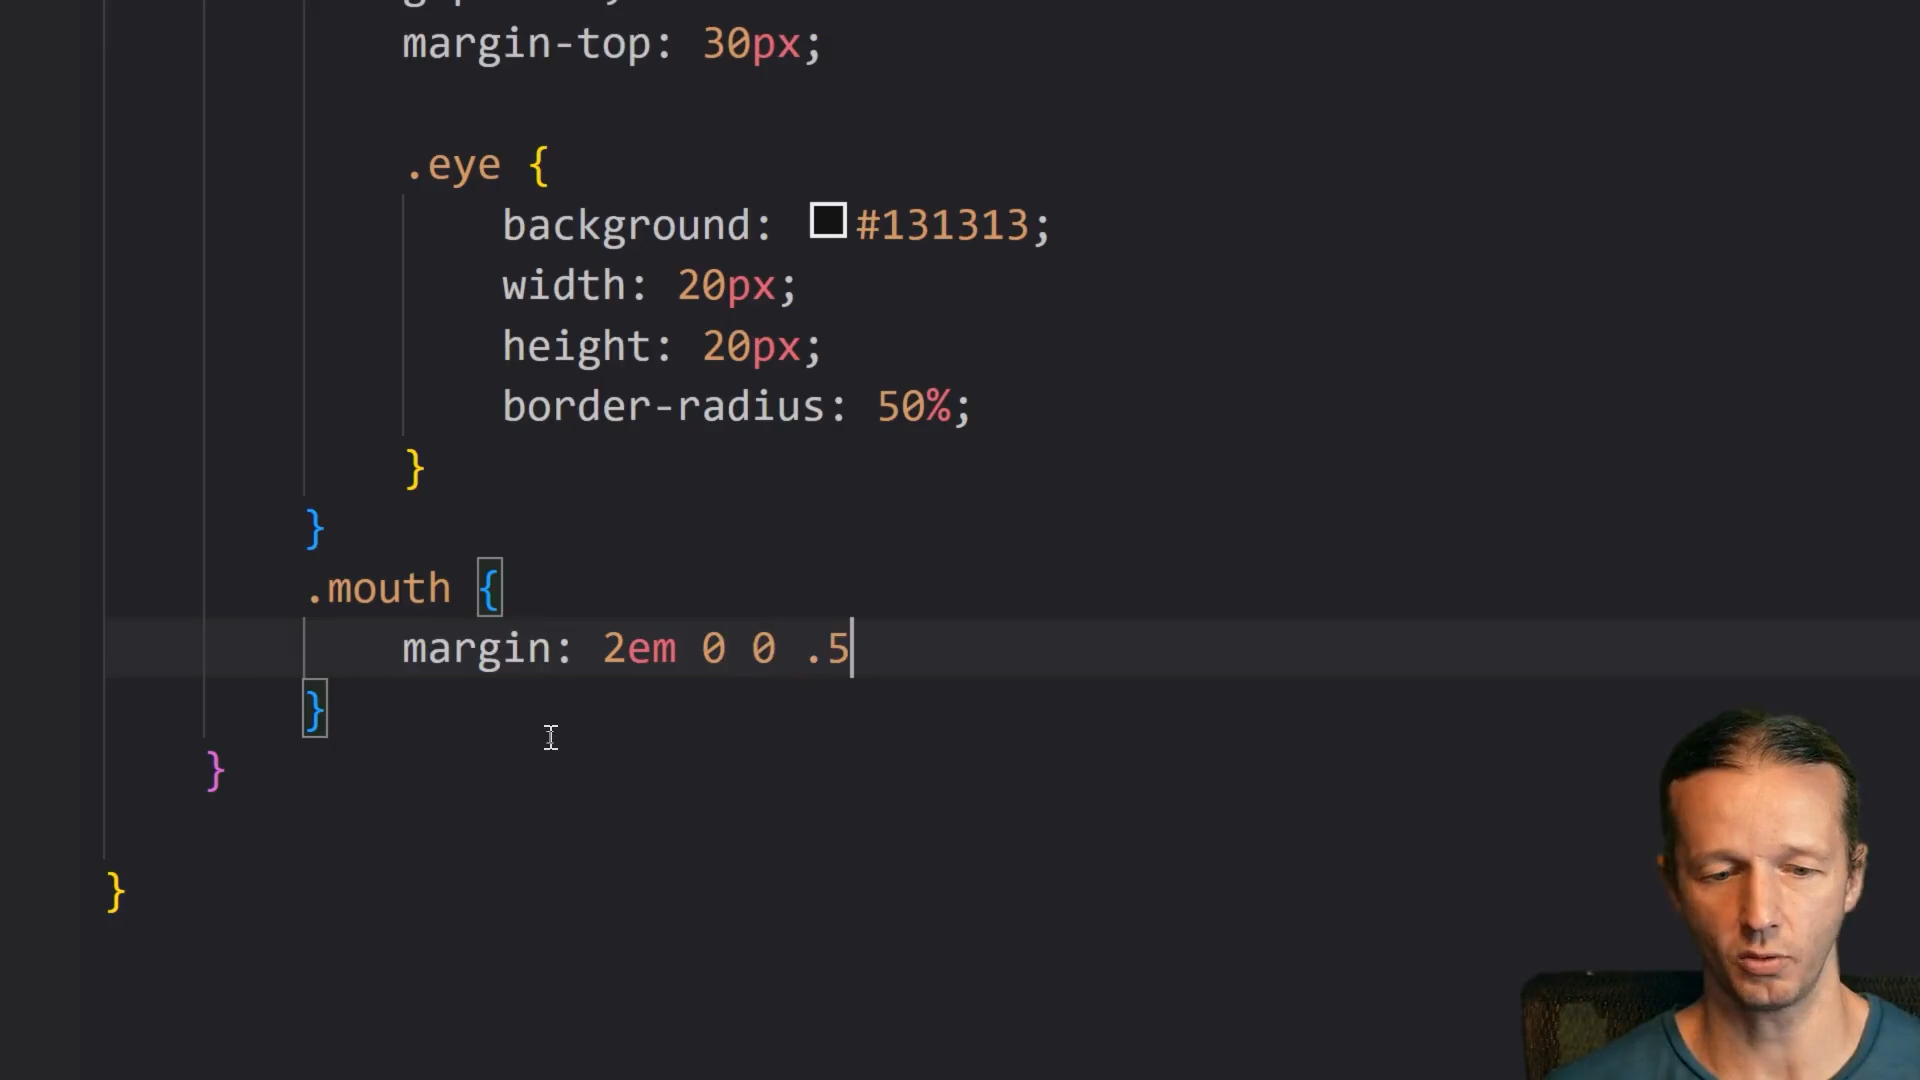 margin-top: 30px;
.eye {
background: #131313;
width: 20px;
height: 20px;
border-radius: 50%;
}
}
.mouth {
margin: 2em 0 0 .5
}
}
}